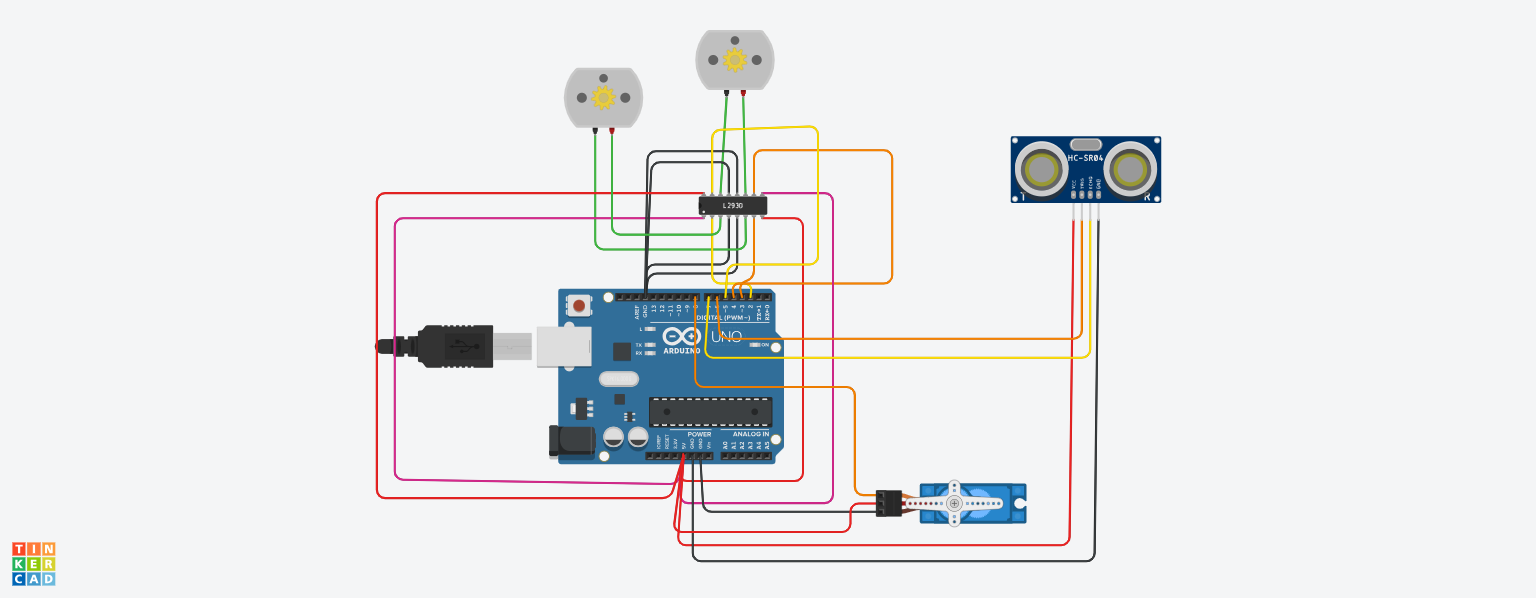 HC-SR04
VCC
TRIG
ECHO
GND
T
R
L293D
AREF
GND
13
12
~11
~10
~9
8
7
~6
~5
4
~3
2
TX→1
RX←0
DIGITAL (PWM~)
L
TX
RX
UNO
ARDUINO
ON
POWER
ANALOG IN
IOREF
RESET
3.3V
5V
GND
GND
Vin
A0
A1
A2
A3
A4
A5
TIN
KER
CAD